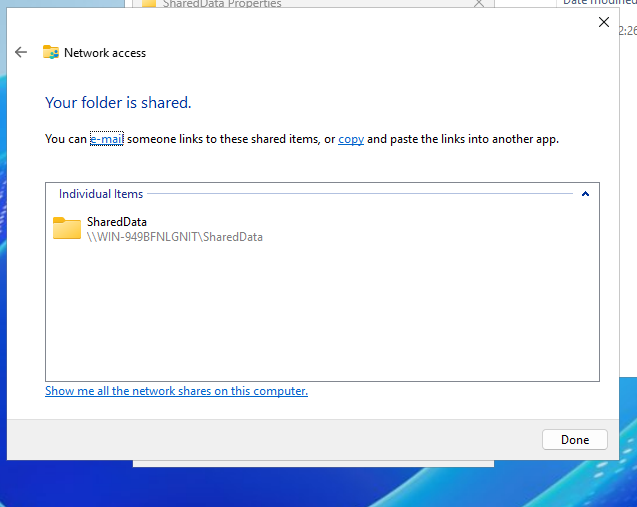 SharedData Properties
Date modified
2:26
Network access
Your folder is shared.
You can e-mail someone links to these shared items, or copy and paste the links into another app.
Individual Items
SharedData
\\WIN-949BFNLGNIT\SharedData
Show me all the network shares on this computer.
Done